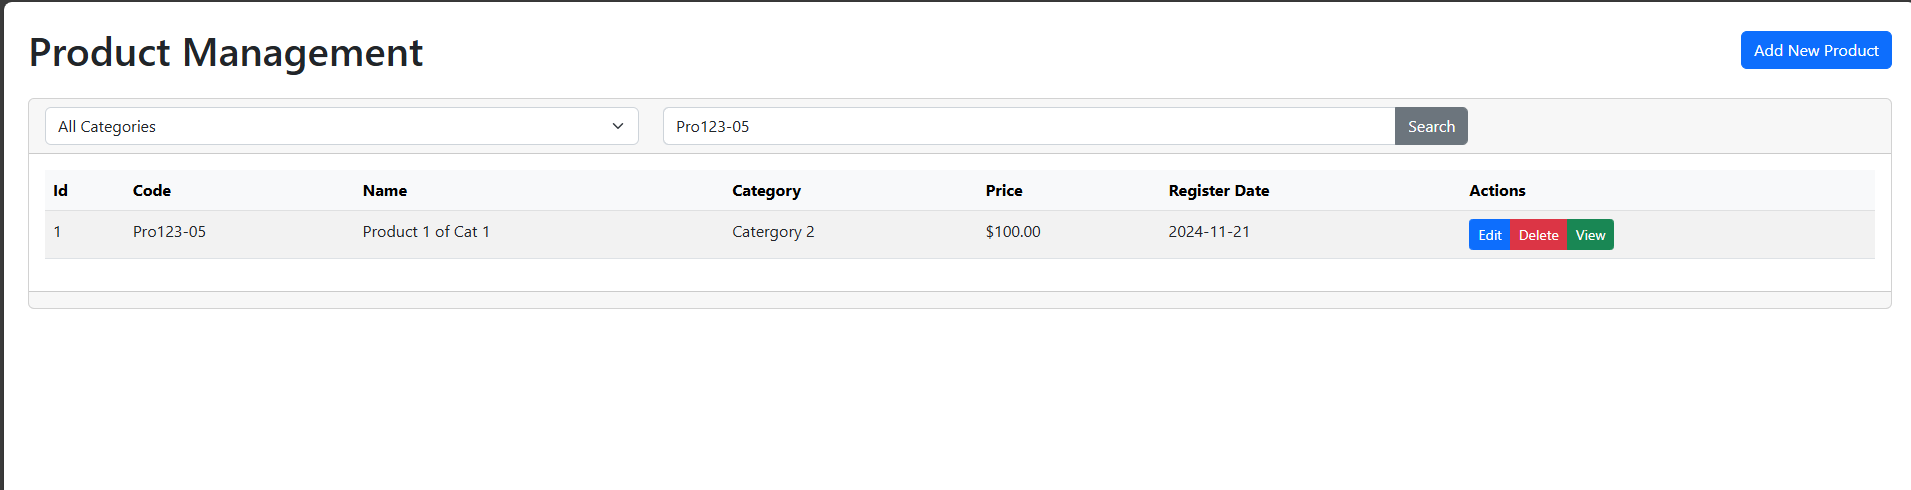 Product Management
Add New Product
All Categories
Pro123-05
Search
Id Code Name Category Price Register Date Actions
1 Pro123-05 Product 1 of Cat 1 Catergory 2 $100.00 2024-11-21 Edit Delete View